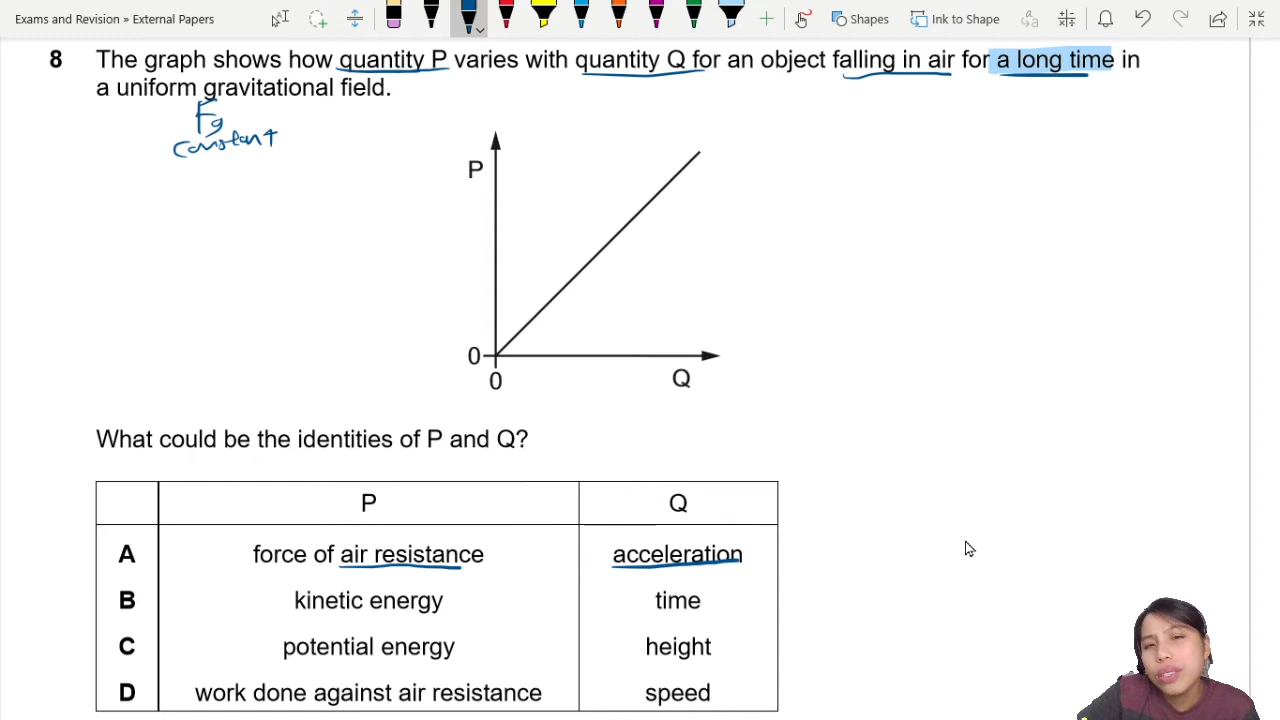 Exams and Revision » External Papers
Shapes
Ink to Shape
8 The graph shows how quantity P varies with quantity Q for an object falling in air for a long time in
a uniform gravitational field.
Fg
constant
P
0
0
Q
What could be the identities of P and Q?
P Q
A force of air resistance acceleration
B kinetic energy time
C potential energy height
D work done against air resistance speed